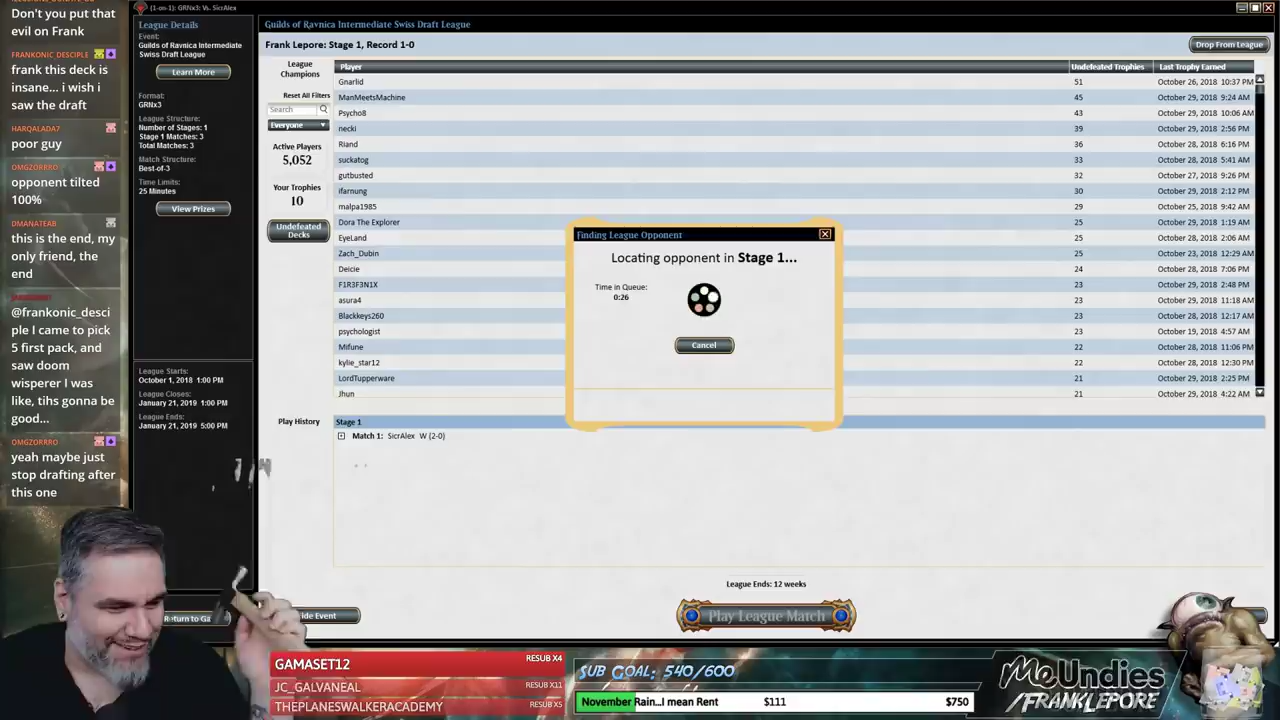 Don't you put that
evil on Frank
FRANKONIC_DESCIPLE
frank this deck is
insane... i wish i
saw the draft
HARQALADA7
poor guy
OMGZORRRO
opponent tilted
100%
DMANATEAB
this is the end, my
only friend, the
end
@frankonic_desci
ple I came to pick
5 first pack, and
saw doom
wisperer I was
like, tihs gonna be
good...
OMGZORRRO
yeah maybe just
stop drafting after
this one
(1-on-1): GRNx3: Vs. SicrAlex
League Details
Event:
Guilds of Ravnica Intermediate
Swiss Draft League
Learn More
Format:
GRNx3
League Structure:
Number of Stages: 1
Stage 1 Matches: 3
Total Matches: 3
Match Structure:
Best-of-3
Time Limits:
25 Minutes
View Prizes
League Starts:
October 1, 2018 1:00 PM
League Closes:
January 21, 2019 1:00 PM
League Ends:
January 21, 2019 5:00 PM
Return to Ga
Guilds of Ravnica Intermediate Swiss Draft League
Frank Lepore: Stage 1, Record 1-0
Drop From League
League
Champions
Reset All Filters
Search
Everyone
Active Players
5,052
Your Trophies
10
Undefeated
Decks
Player Undefeated Trophies Last Trophy Earned
Gnarlid 51 October 26, 2018 10:37 PM
ManMeetsMachine 45 October 29, 2018 9:24 AM
Psycho8 43 October 29, 2018 10:06 AM
necki 39 October 29, 2018 2:56 PM
Riand 36 October 28, 2018 6:16 PM
suckatog 33 October 28, 2018 5:41 AM
gutbusted 32 October 27, 2018 9:26 PM
ifarnung 30 October 29, 2018 2:12 PM
malpa1985 29 October 25, 2018 9:42 AM
Dora The Explorer 25 October 29, 2018 1:19 AM
EyeLand 25 October 28, 2018 2:06 AM
Zach_Dubin 25 October 23, 2018 12:29 AM
Deicie 24 October 28, 2018 7:06 PM
F1R3F3N1X 23 October 29, 2018 2:48 PM
asura4 23 October 29, 2018 11:18 AM
Blackkeys260 23 October 28, 2018 12:17 AM
psychologist 23 October 19, 2018 4:57 AM
Mifune 22 October 28, 2018 11:06 PM
kylie_star12 22 October 28, 2018 12:30 PM
LordTupperware 21 October 29, 2018 2:25 PM
Jhun 21 October 29, 2018 4:22 AM
Finding League Opponent
Locating opponent in Stage 1...
Time in Queue:
0:26
Cancel
Play History
Stage 1
Match 1: SicrAlex W (2-0)
League Ends: 12 weeks
ide Event
Play League Match
GAMASET12 RESUB X4
JC_GALVANEAL RESUB X11
THEPLANESWALKERACADEMY RESUB X5
SUB GOAL: 540/600
November Rain...I mean Rent $111 $750
MeUndies
/FRANKLEPORE